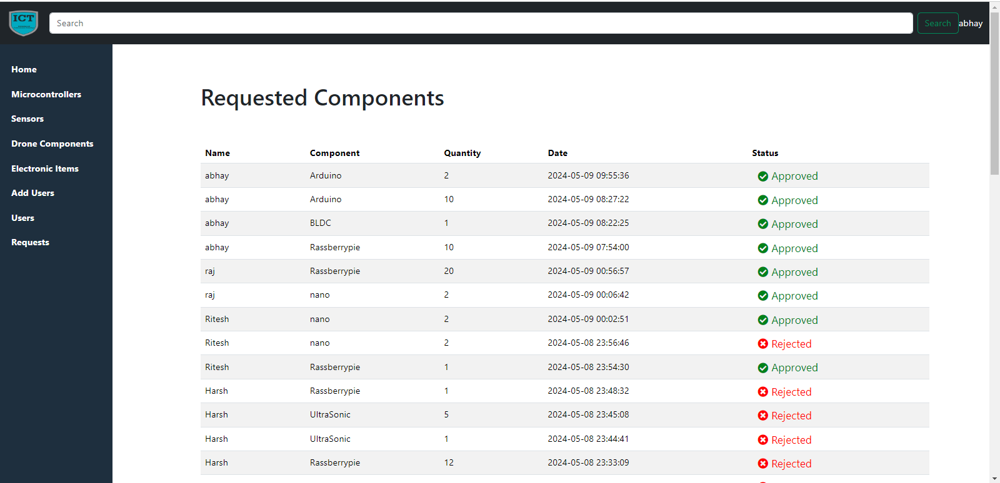 ICT
Search
Search
abhay
Home
Microcontrollers
Sensors
Drone Components
Electronic Items
Add Users
Users
Requests
Requested Components
Name Component Quantity Date Status
abhay Arduino 2 2024-05-09 09:55:36 Approved
abhay Arduino 10 2024-05-09 08:27:22 Approved
abhay BLDC 1 2024-05-09 08:22:25 Approved
abhay Rassberrypie 10 2024-05-09 07:54:00 Approved
raj Rassberrypie 20 2024-05-09 00:56:57 Approved
raj nano 2 2024-05-09 00:06:42 Approved
Ritesh nano 2 2024-05-09 00:02:51 Approved
Ritesh nano 2 2024-05-08 23:56:46 Rejected
Ritesh Rassberrypie 1 2024-05-08 23:54:30 Approved
Harsh Rassberrypie 1 2024-05-08 23:48:32 Rejected
Harsh UltraSonic 5 2024-05-08 23:45:08 Rejected
Harsh UltraSonic 1 2024-05-08 23:44:41 Rejected
Harsh Rassberrypie 12 2024-05-08 23:33:09 Rejected